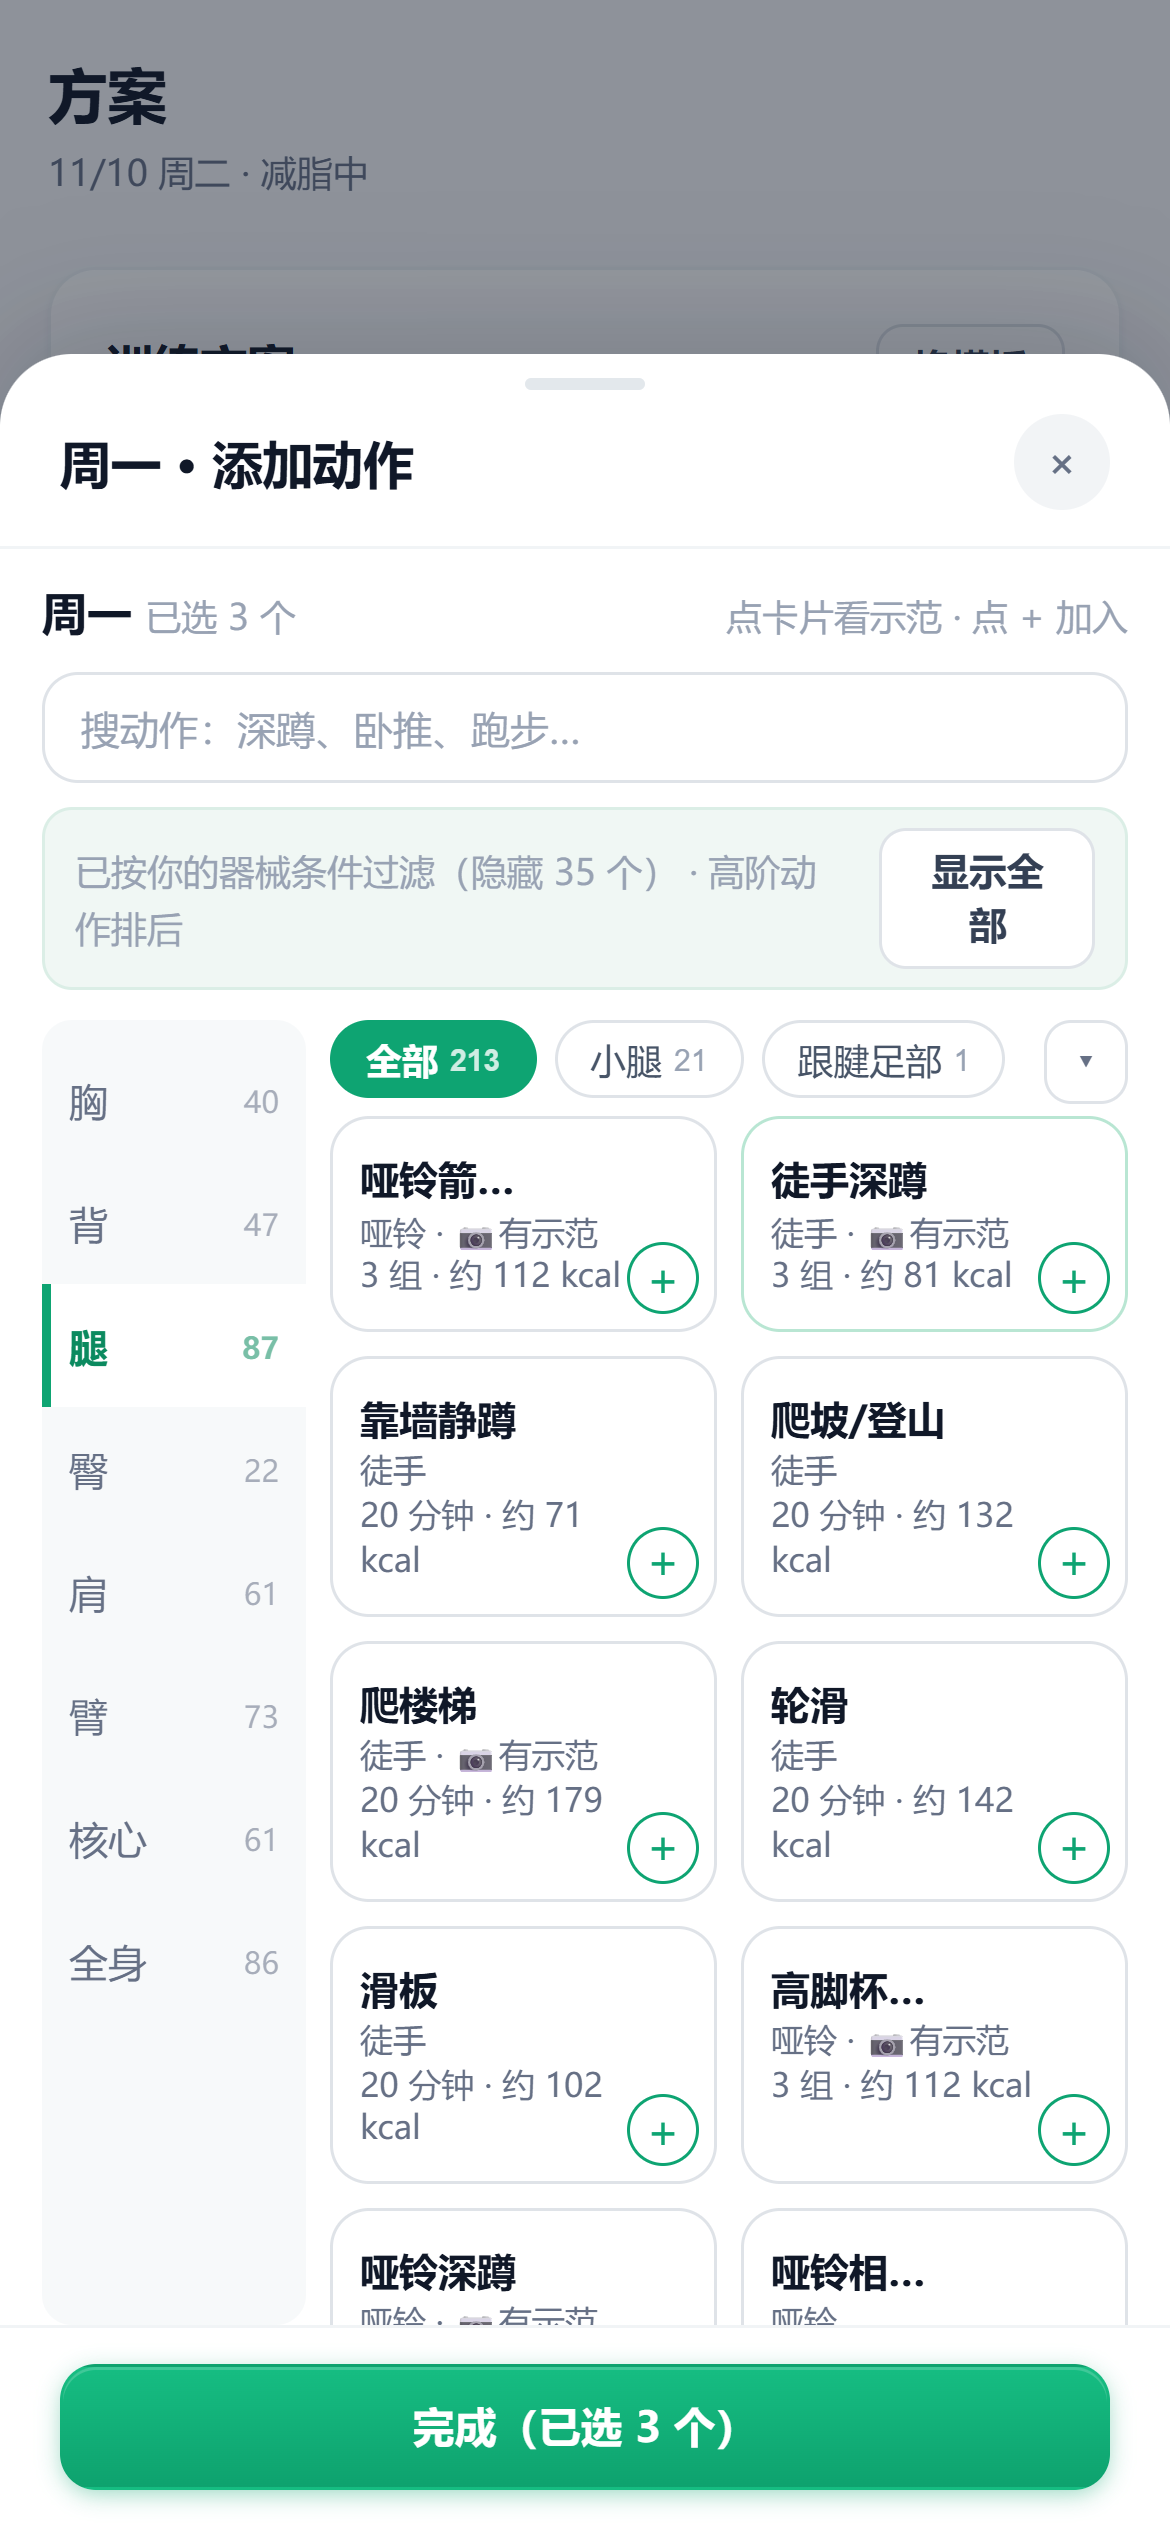 方案
11/10 周二 · 减脂中
周一 · 添加动作
×
周一 已选 3 个
点卡片看示范 · 点 + 加入
搜动作：深蹲、卧推、跑步...
已按你的器械条件过滤（隐藏 35 个） · 高阶动
作排后
显示全
部
胸 40
背 47
腿 87
臀 22
肩 61
臂 73
核心 61
全身 86
全部 213
小腿 21
跟腱足部 1
▼
哑铃箭...
哑铃 · 📷 有示范
3 组 · 约 112 kcal
+
徒手深蹲
徒手 · 📷 有示范
3 组 · 约 81 kcal
+
靠墙静蹲
徒手
20 分钟 · 约 71
kcal
+
爬坡/登山
徒手
20 分钟 · 约 132
kcal
+
爬楼梯
徒手 · 📷 有示范
20 分钟 · 约 179
kcal
+
轮滑
徒手
20 分钟 · 约 142
kcal
+
滑板
徒手
20 分钟 · 约 102
kcal
+
高脚杯...
哑铃 · 📷 有示范
3 组 · 约 112 kcal
+
哑铃深蹲
哑铃 · 📷 有示范
哑铃相...
哑铃
完成（已选 3 个）